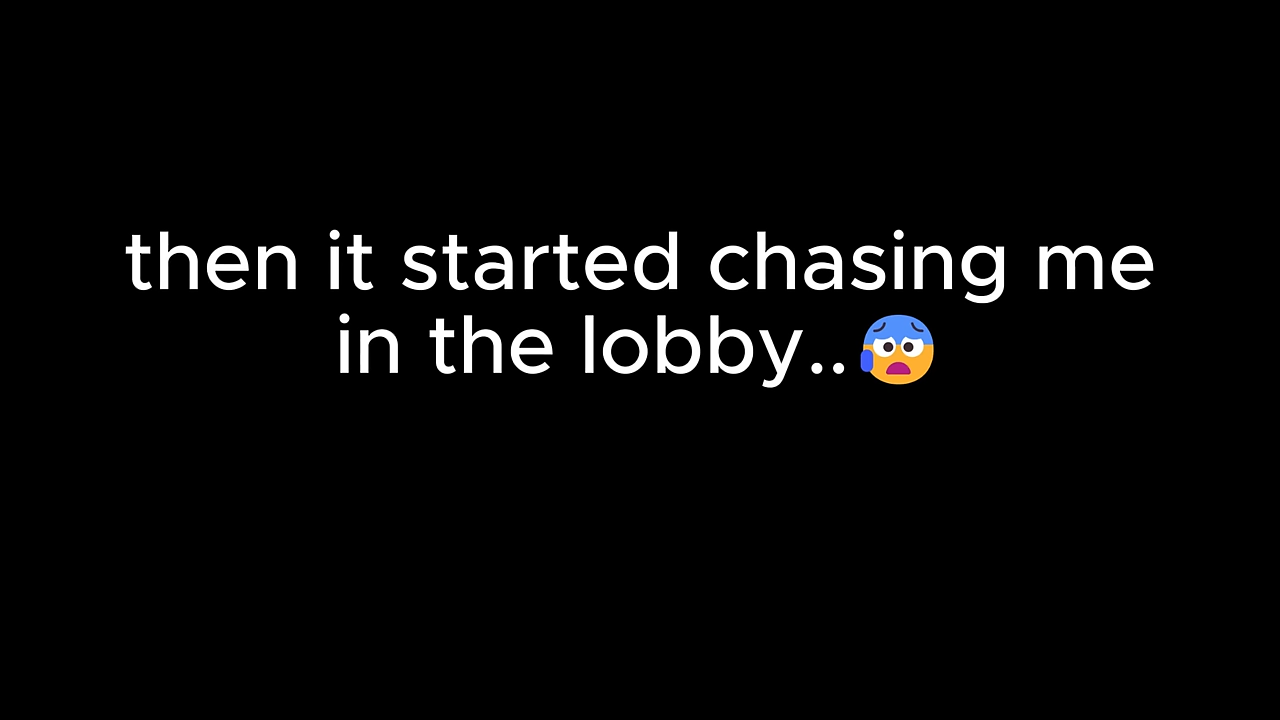 then it started chasing me
in the lobby..😰